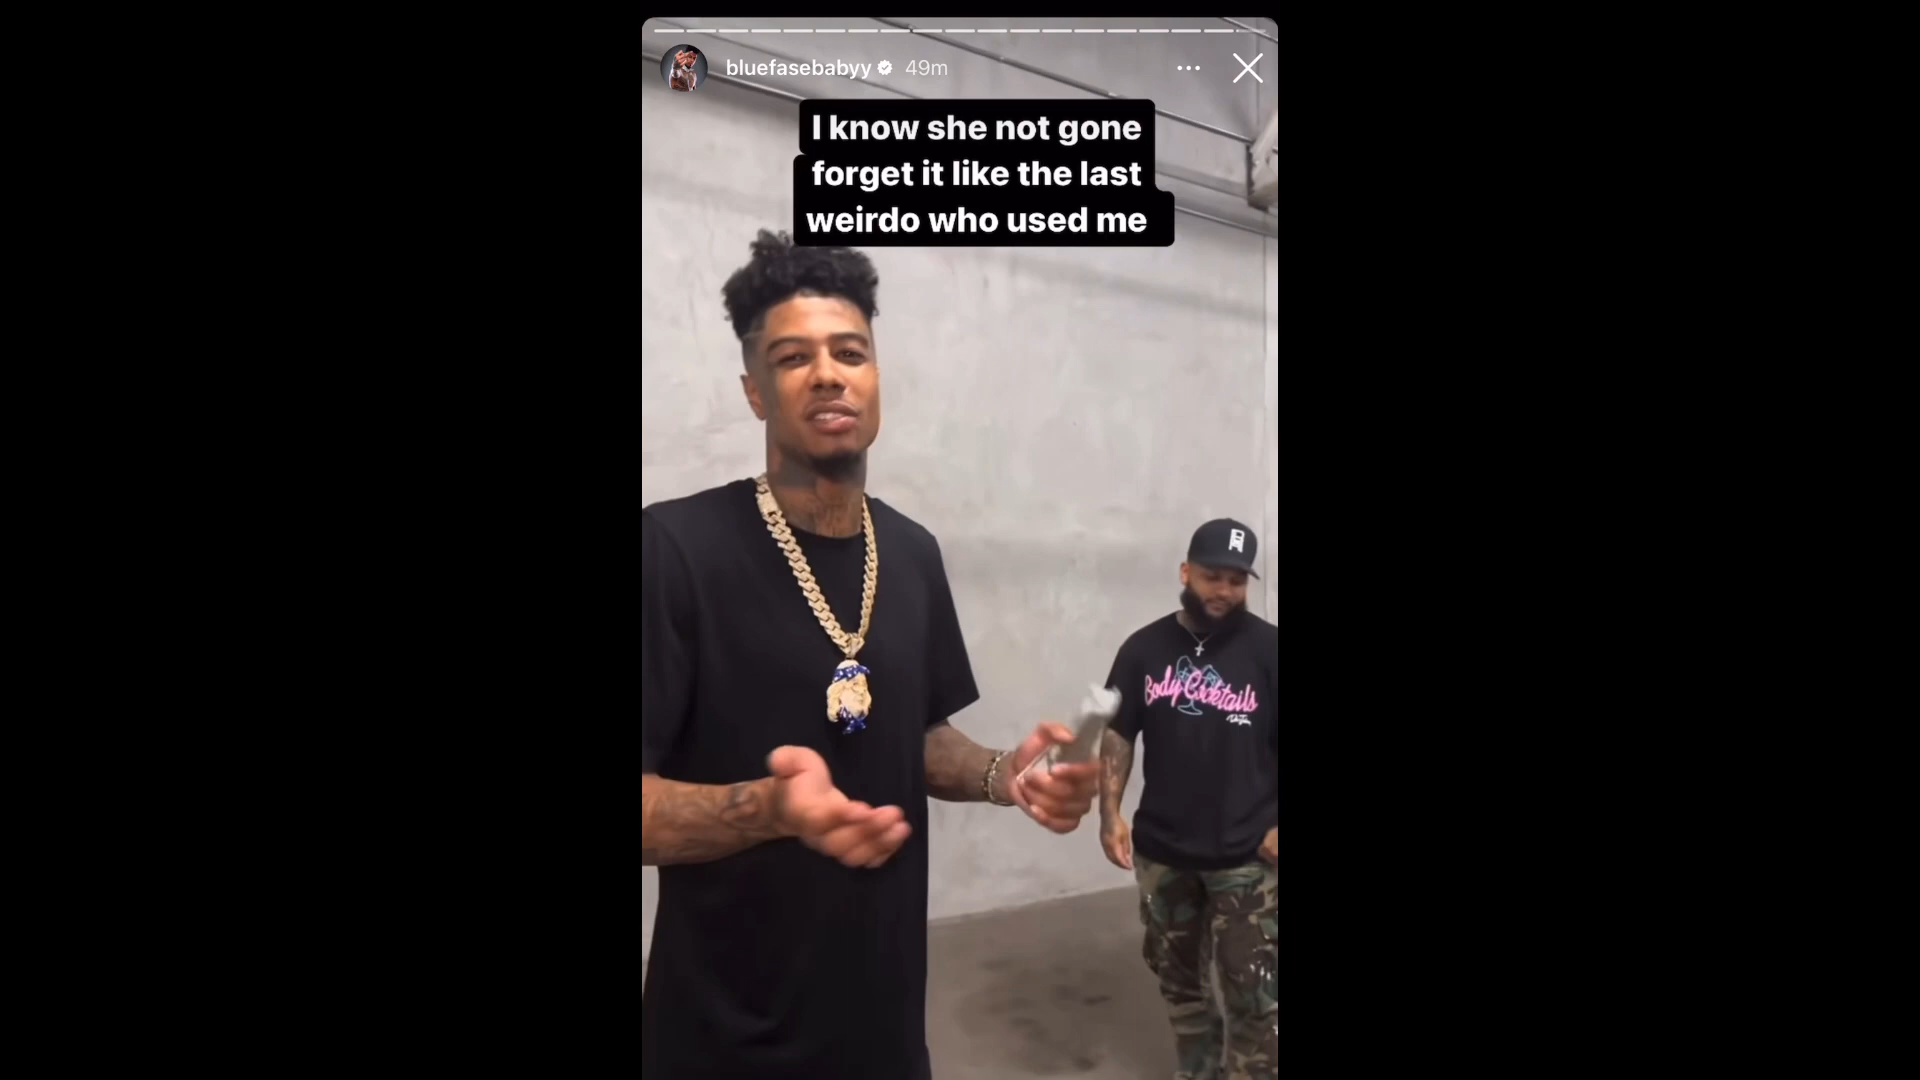 bluefasebabyy 49m
I know she not gone
forget it like the last
weirdo who used me
Body Cocktails